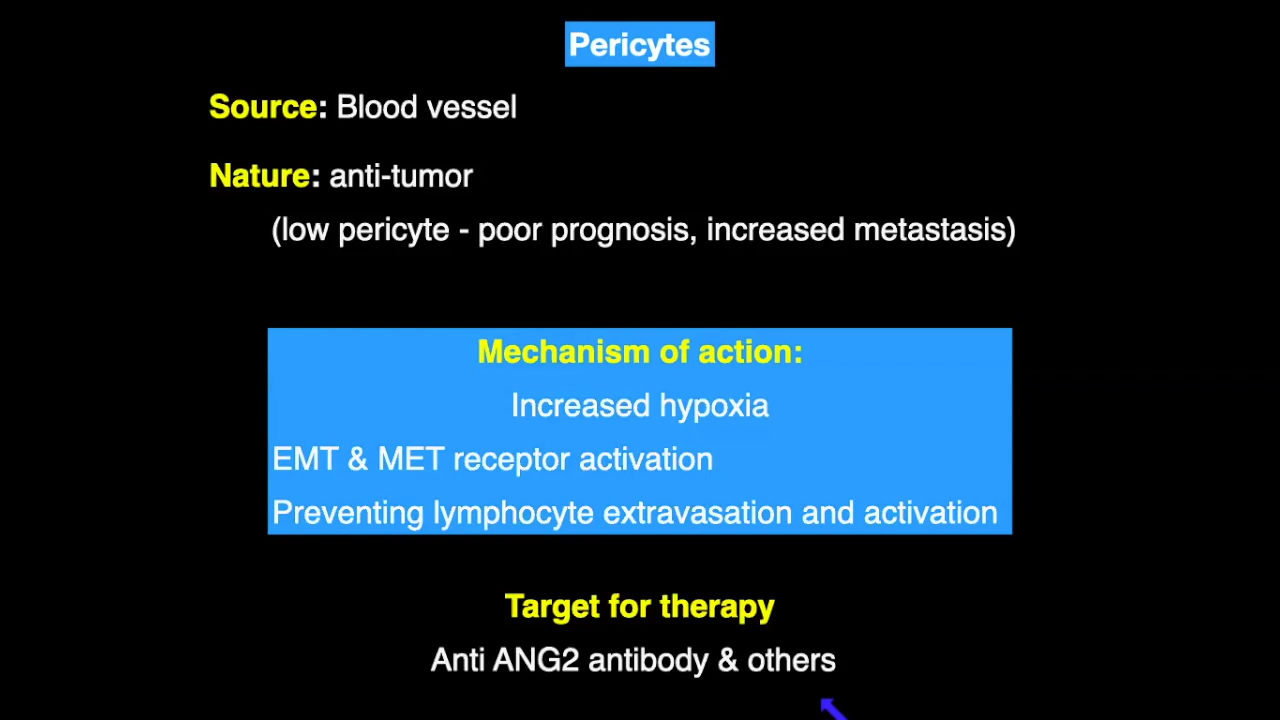 Pericytes
Source: Blood vessel
Nature: anti-tumor
(low pericyte - poor prognosis, increased metastasis)
Mechanism of action:
Increased hypoxia
EMT & MET receptor activation
Preventing lymphocyte extravasation and activation
Target for therapy
Anti ANG2 antibody & others